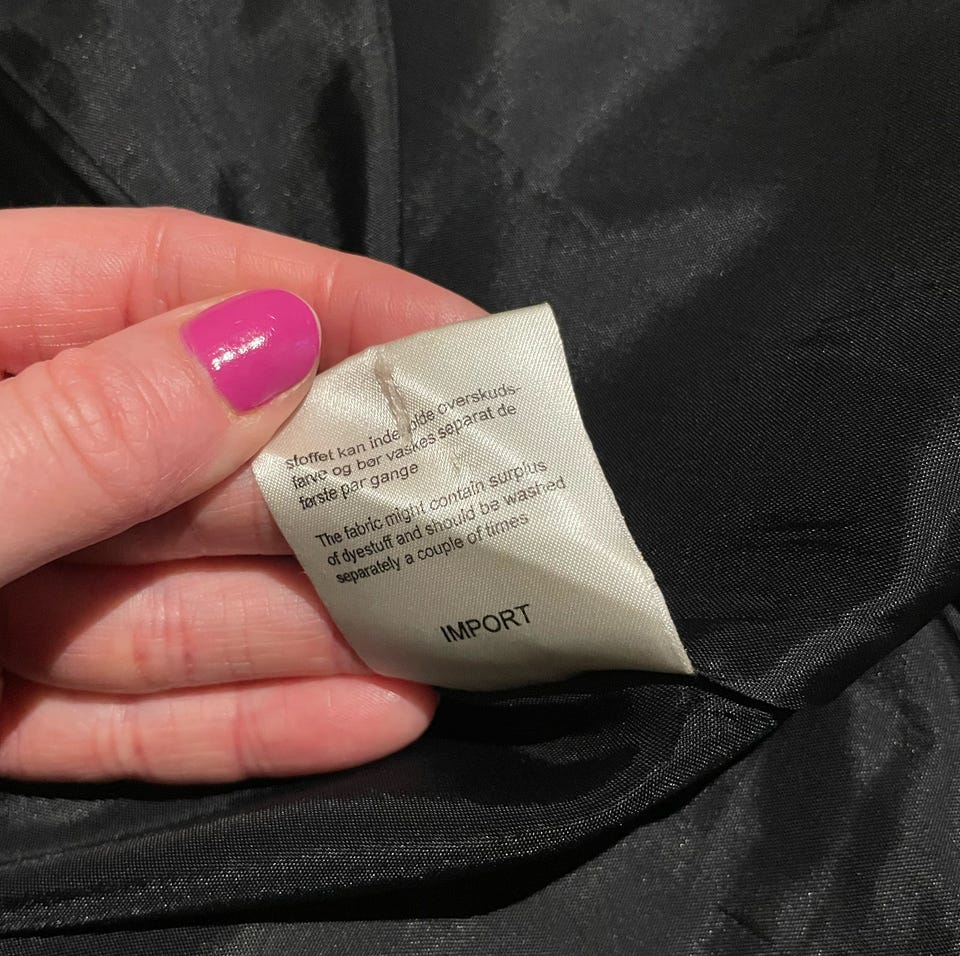 stoffet kan indeholde overskuds-
farve og bør vaskes separat de
første par gange
The fabric might contain surplus
of dyestuff and should be washed
separately a couple of times
IMPORT